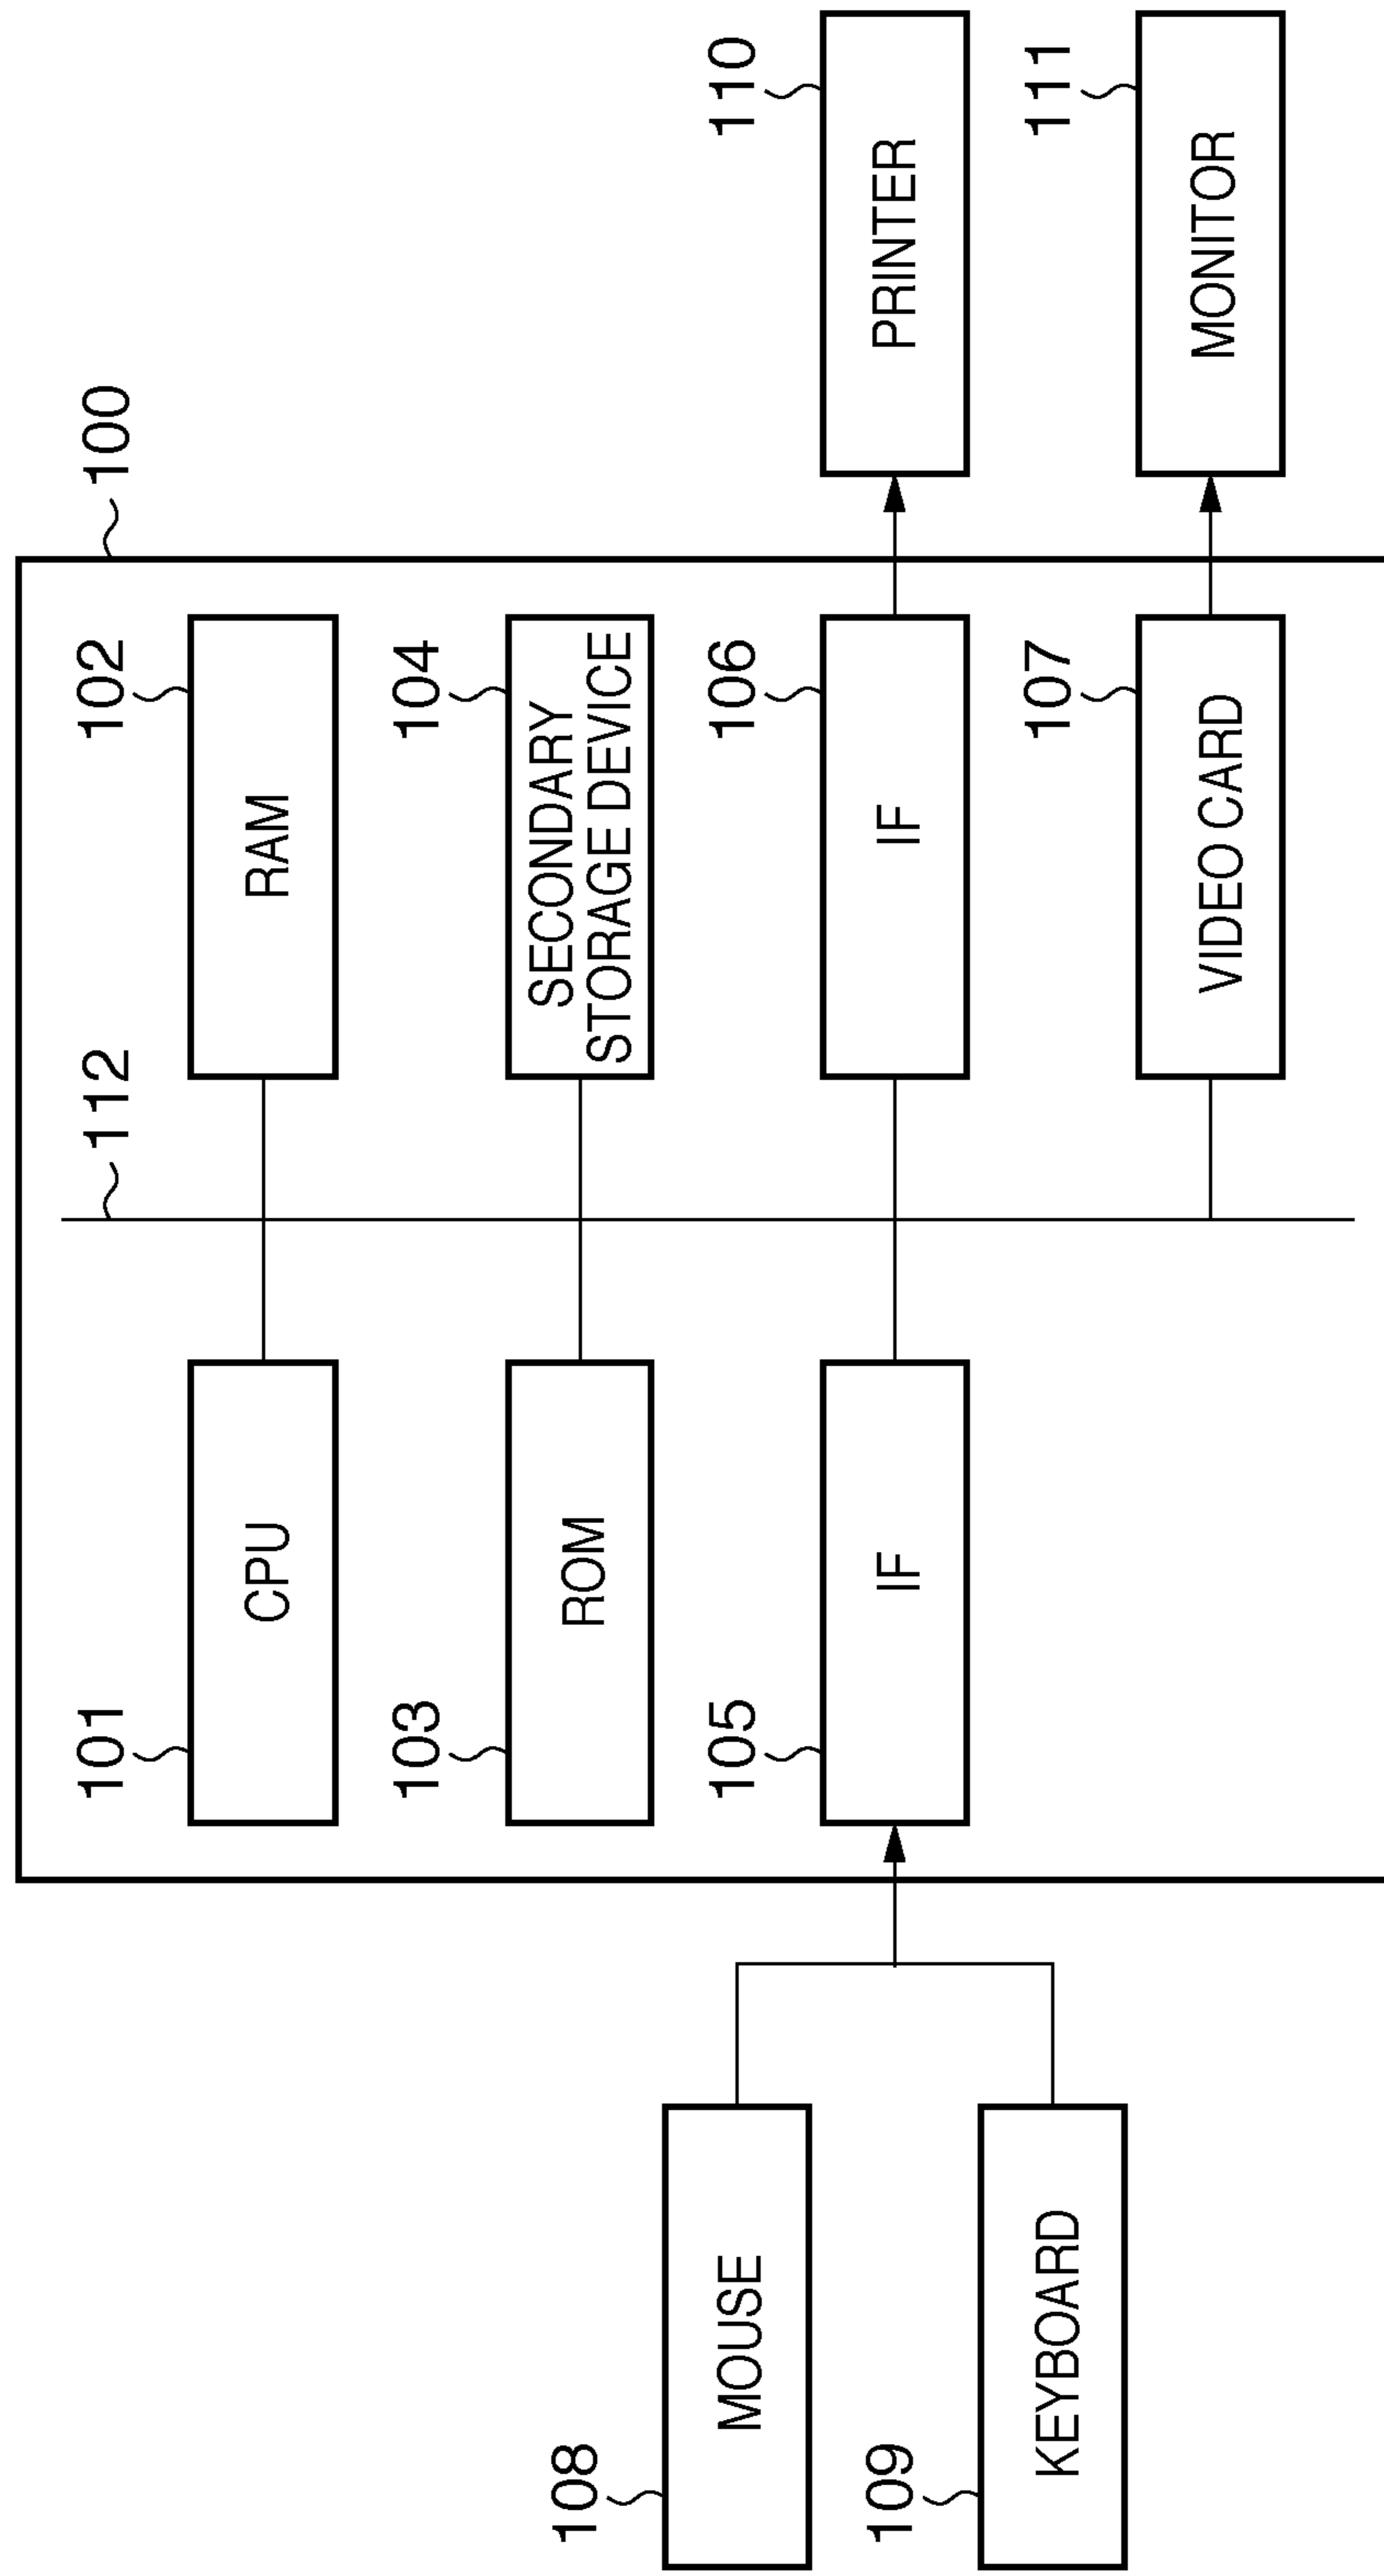 100
112
101
CPU
102
RAM
103
ROM
104
SECONDARY
STORAGE DEVICE
108
MOUSE
105
IF
106
IF
110
PRINTER
109
KEYBOARD
107
VIDEO CARD
111
MONITOR